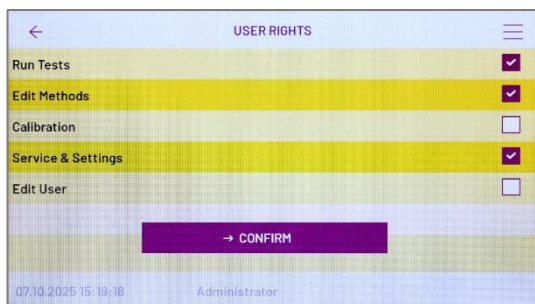 ← USER RIGHTS
Run Tests
Edit Methods
Calibration
Service & Settings
Edit User
→ CONFIRM
07.10.2025 15:19:18 Administrator